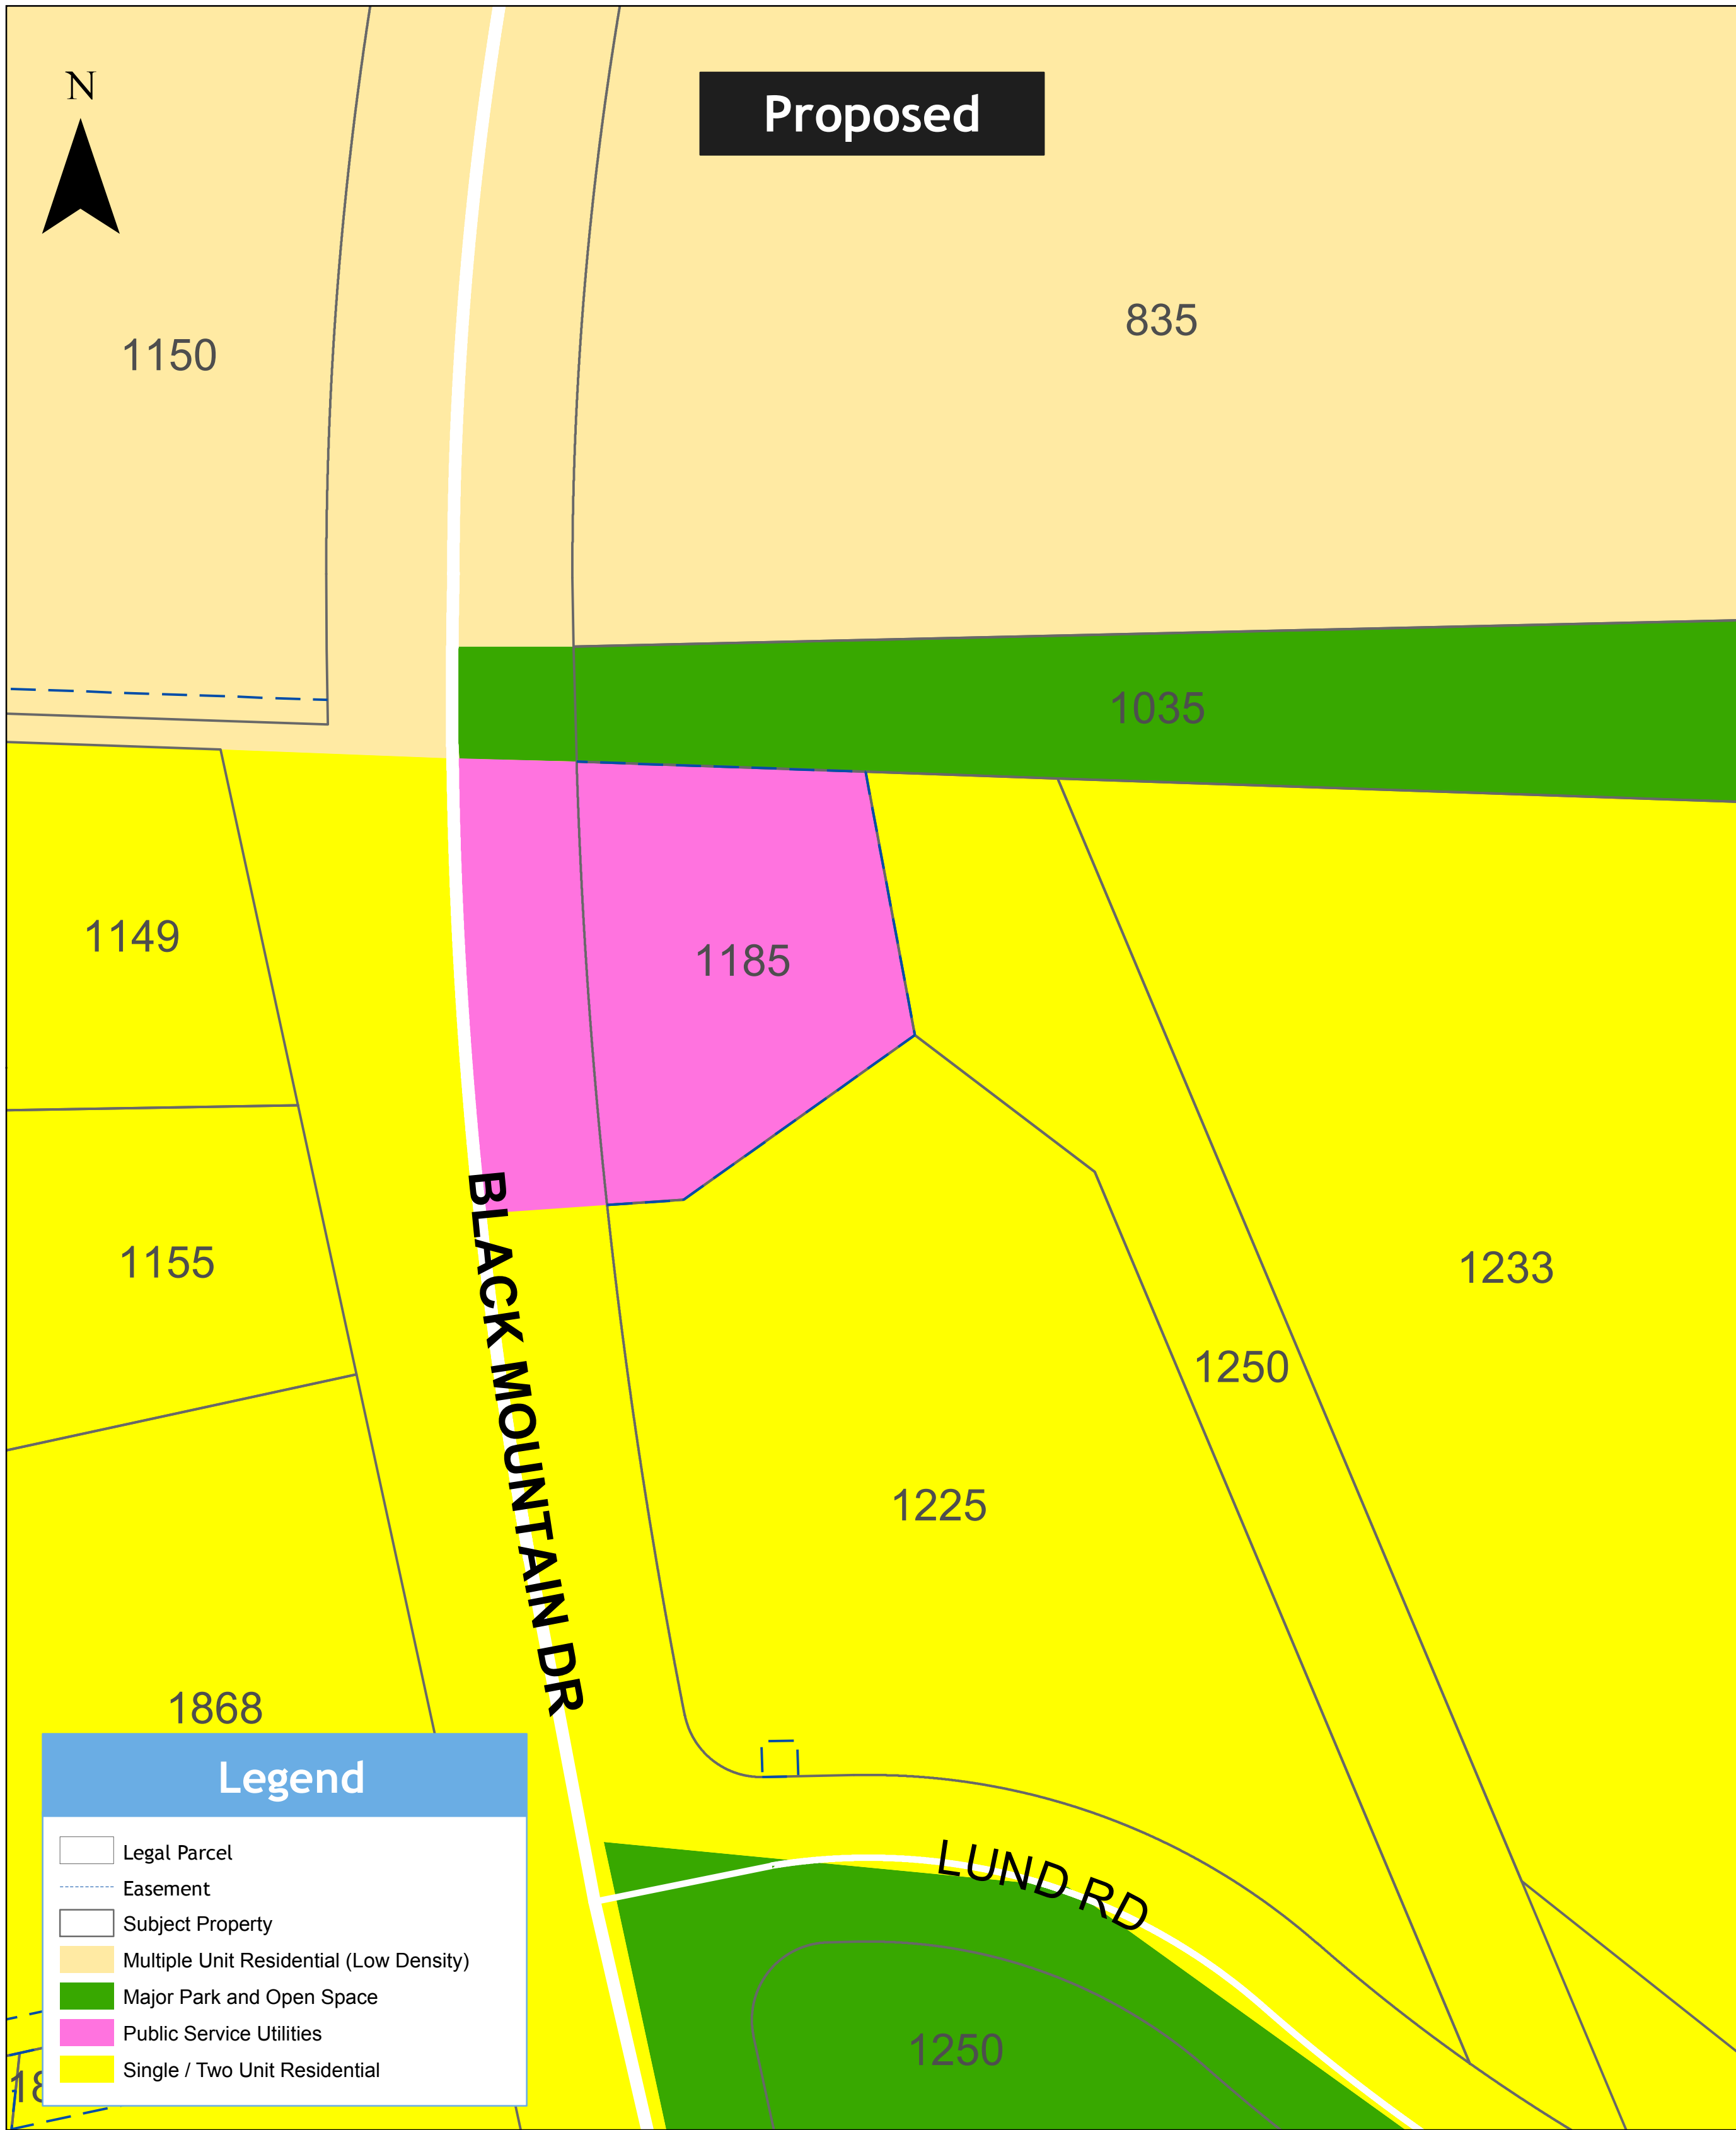 N
Proposed
835
1150
1035
1149
1185
1155
1233
BLACK MOUNTAIN DR
1250
1225
1868
Legend
Legal Parcel
Easement
Subject Property
Multiple Unit Residential (Low Density)
Major Park and Open Space
Public Service Utilities
Single / Two Unit Residential
LUND RD
1250